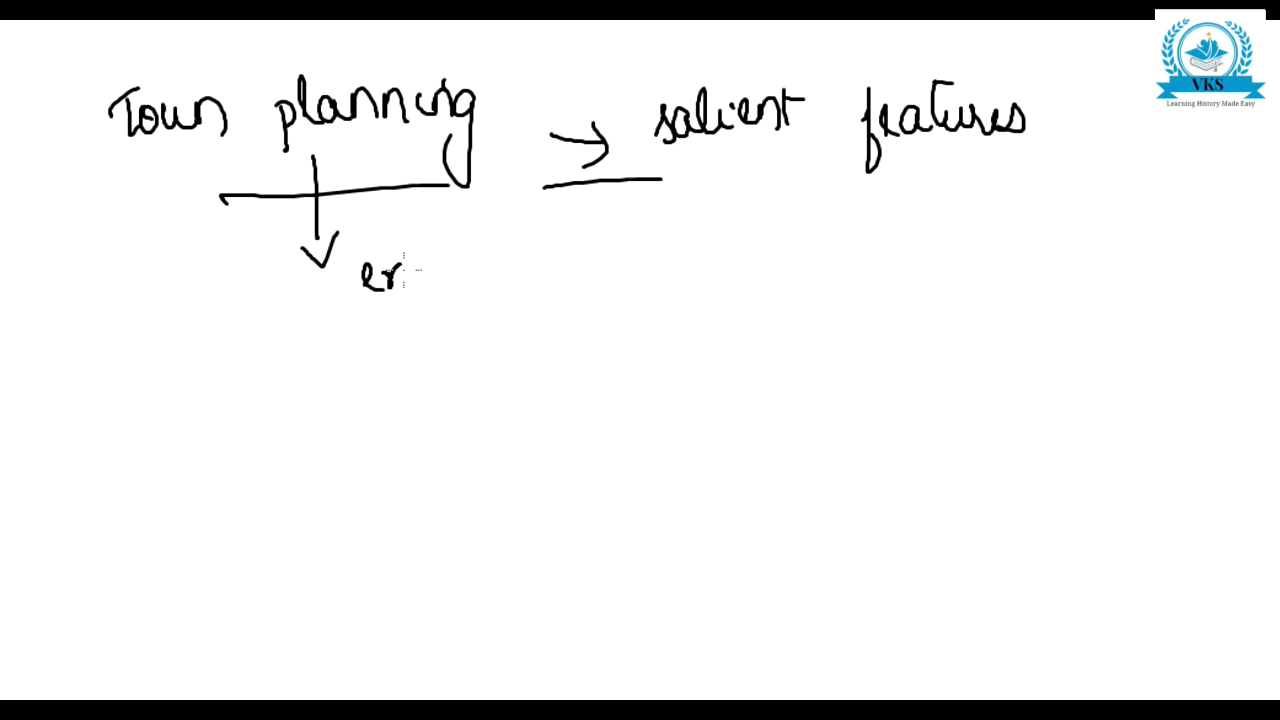 Town planning → salient features
er
VKS
Learning History Made Easy